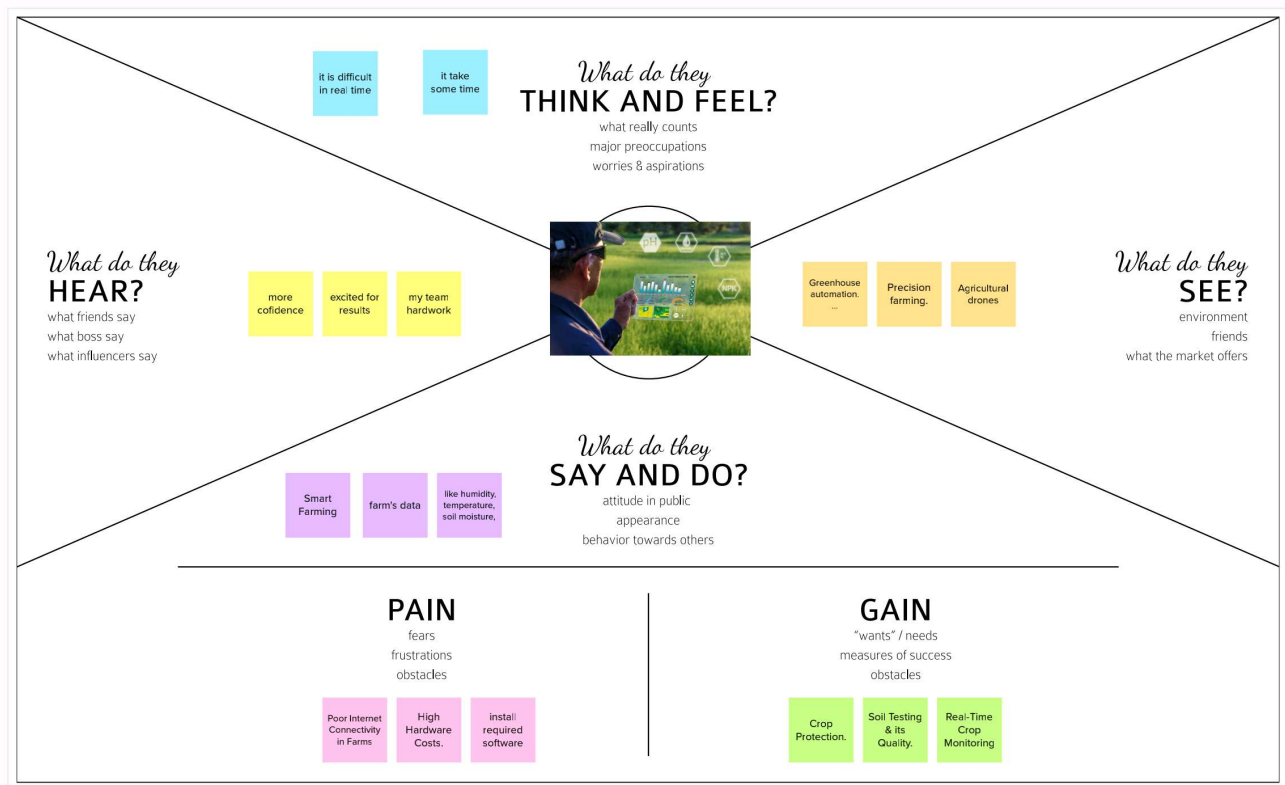 it is difficult
in real time
it take
some time
What do they
THINK AND FEEL?
what really counts
major preoccupations
worries & aspirations
What do they
HEAR?
what friends say
what boss say
what influencers say
more
cofidence
excited for
results
my team
hardwork
pH
NPK
Greenhouse
automation.
...
Precision
farming.
Agricultural
drones
What do they
SEE?
environment
friends
what the market offers
What do they
SAY AND DO?
attitude in public
appearance
behavior towards others
Smart
Farming
farm's data
like humidity,
temperature,
soil moisture,
PAIN
fears
frustrations
obstacles
Poor Internet
Connectivity
in Farms
High
Hardware
Costs.
install
required
software
GAIN
"wants" / needs
measures of success
obstacles
Crop
Protection.
Soil Testing
& its
Quality.
Real-Time
Crop
Monitoring